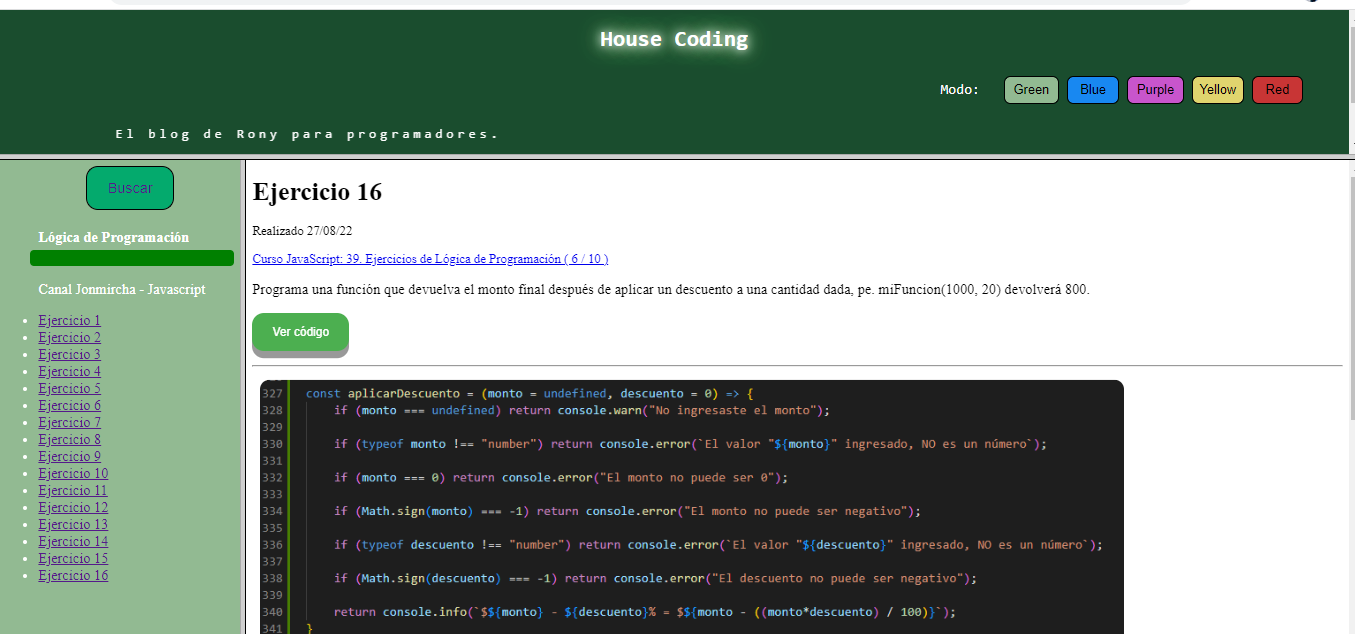 House Coding
Modo: Green Blue Purple Yellow Red
El blog de Rony para programadores.
Buscar
Lógica de Programación
Canal Jonmircha - Javascript
Ejercicio 1
Ejercicio 2
Ejercicio 3
Ejercicio 4
Ejercicio 5
Ejercicio 6
Ejercicio 7
Ejercicio 8
Ejercicio 9
Ejercicio 10
Ejercicio 11
Ejercicio 12
Ejercicio 13
Ejercicio 14
Ejercicio 15
Ejercicio 16
Ejercicio 16
Realizado 27/08/22
Curso JavaScript: 39. Ejercicios de Lógica de Programación ( 6 / 10 )
Programa una función que devuelva el monto final después de aplicar un descuento a una cantidad dada, pe. miFuncion(1000, 20) devolverá 800.
Ver código
327 const aplicarDescuento = (monto = undefined, descuento = 0) => {
328 if (monto === undefined) return console.warn("No ingresaste el monto");
329
330 if (typeof monto !== "number") return console.error(`El valor "${monto}" ingresado, NO es un número`);
331
332 if (monto === 0) return console.error("El monto no puede ser 0");
333
334 if (Math.sign(monto) === -1) return console.error("El monto no puede ser negativo");
335
336 if (typeof descuento !== "number") return console.error(`El valor "${descuento}" ingresado, NO es un número`);
337
338 if (Math.sign(descuento) === -1) return console.error("El descuento no puede ser negativo");
339
340 return console.info(`$${monto} - ${descuento}% = $${monto - ((monto*descuento) / 100)}`);
341 }